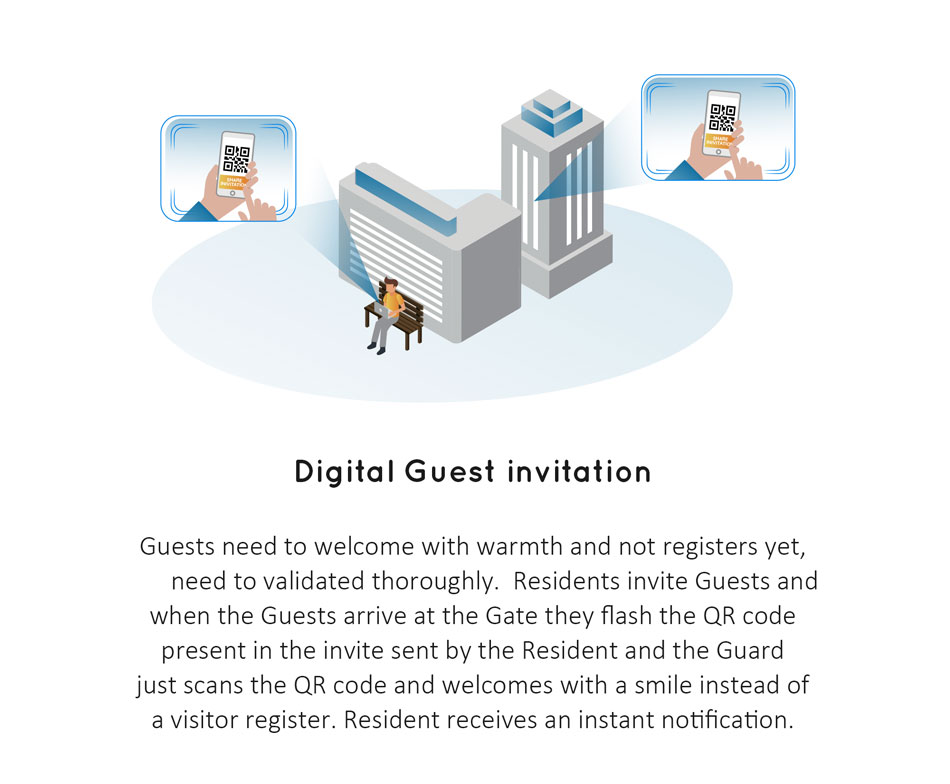 SHARE
INVITATION
SHARE
INVITATION
Digital Guest invitation
Guests need to welcome with warmth and not registers yet,
need to validated thoroughly. Residents invite Guests and
when the Guests arrive at the Gate they flash the QR code
present in the invite sent by the Resident and the Guard
just scans the QR code and welcomes with a smile instead of
a visitor register. Resident receives an instant notification.